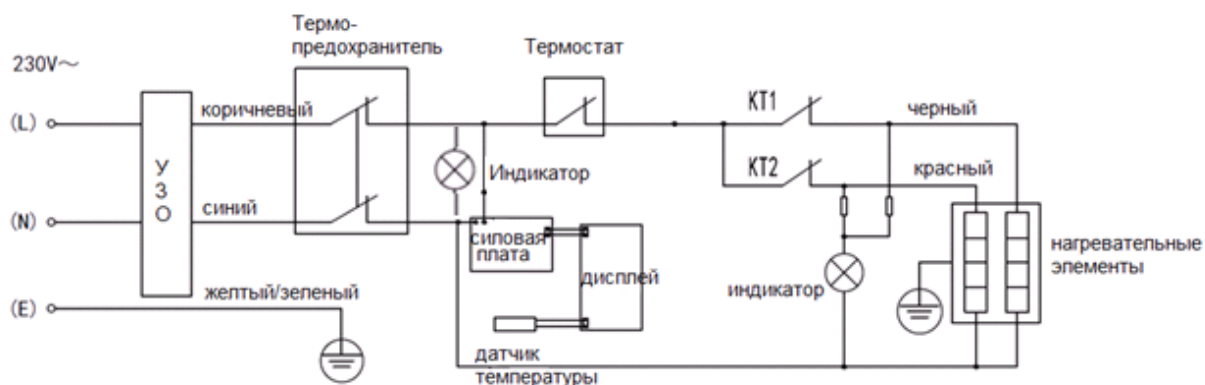 Термо-
предохранитель
Термостат
230V～
(L)
коричневый
KT1
черный
УЗО
Индикатор
KT2
красный
(N)
синий
силовая
плата
дисплей
индикатор
нагревательные
элементы
(E)
желтый/зеленый
датчик
температуры